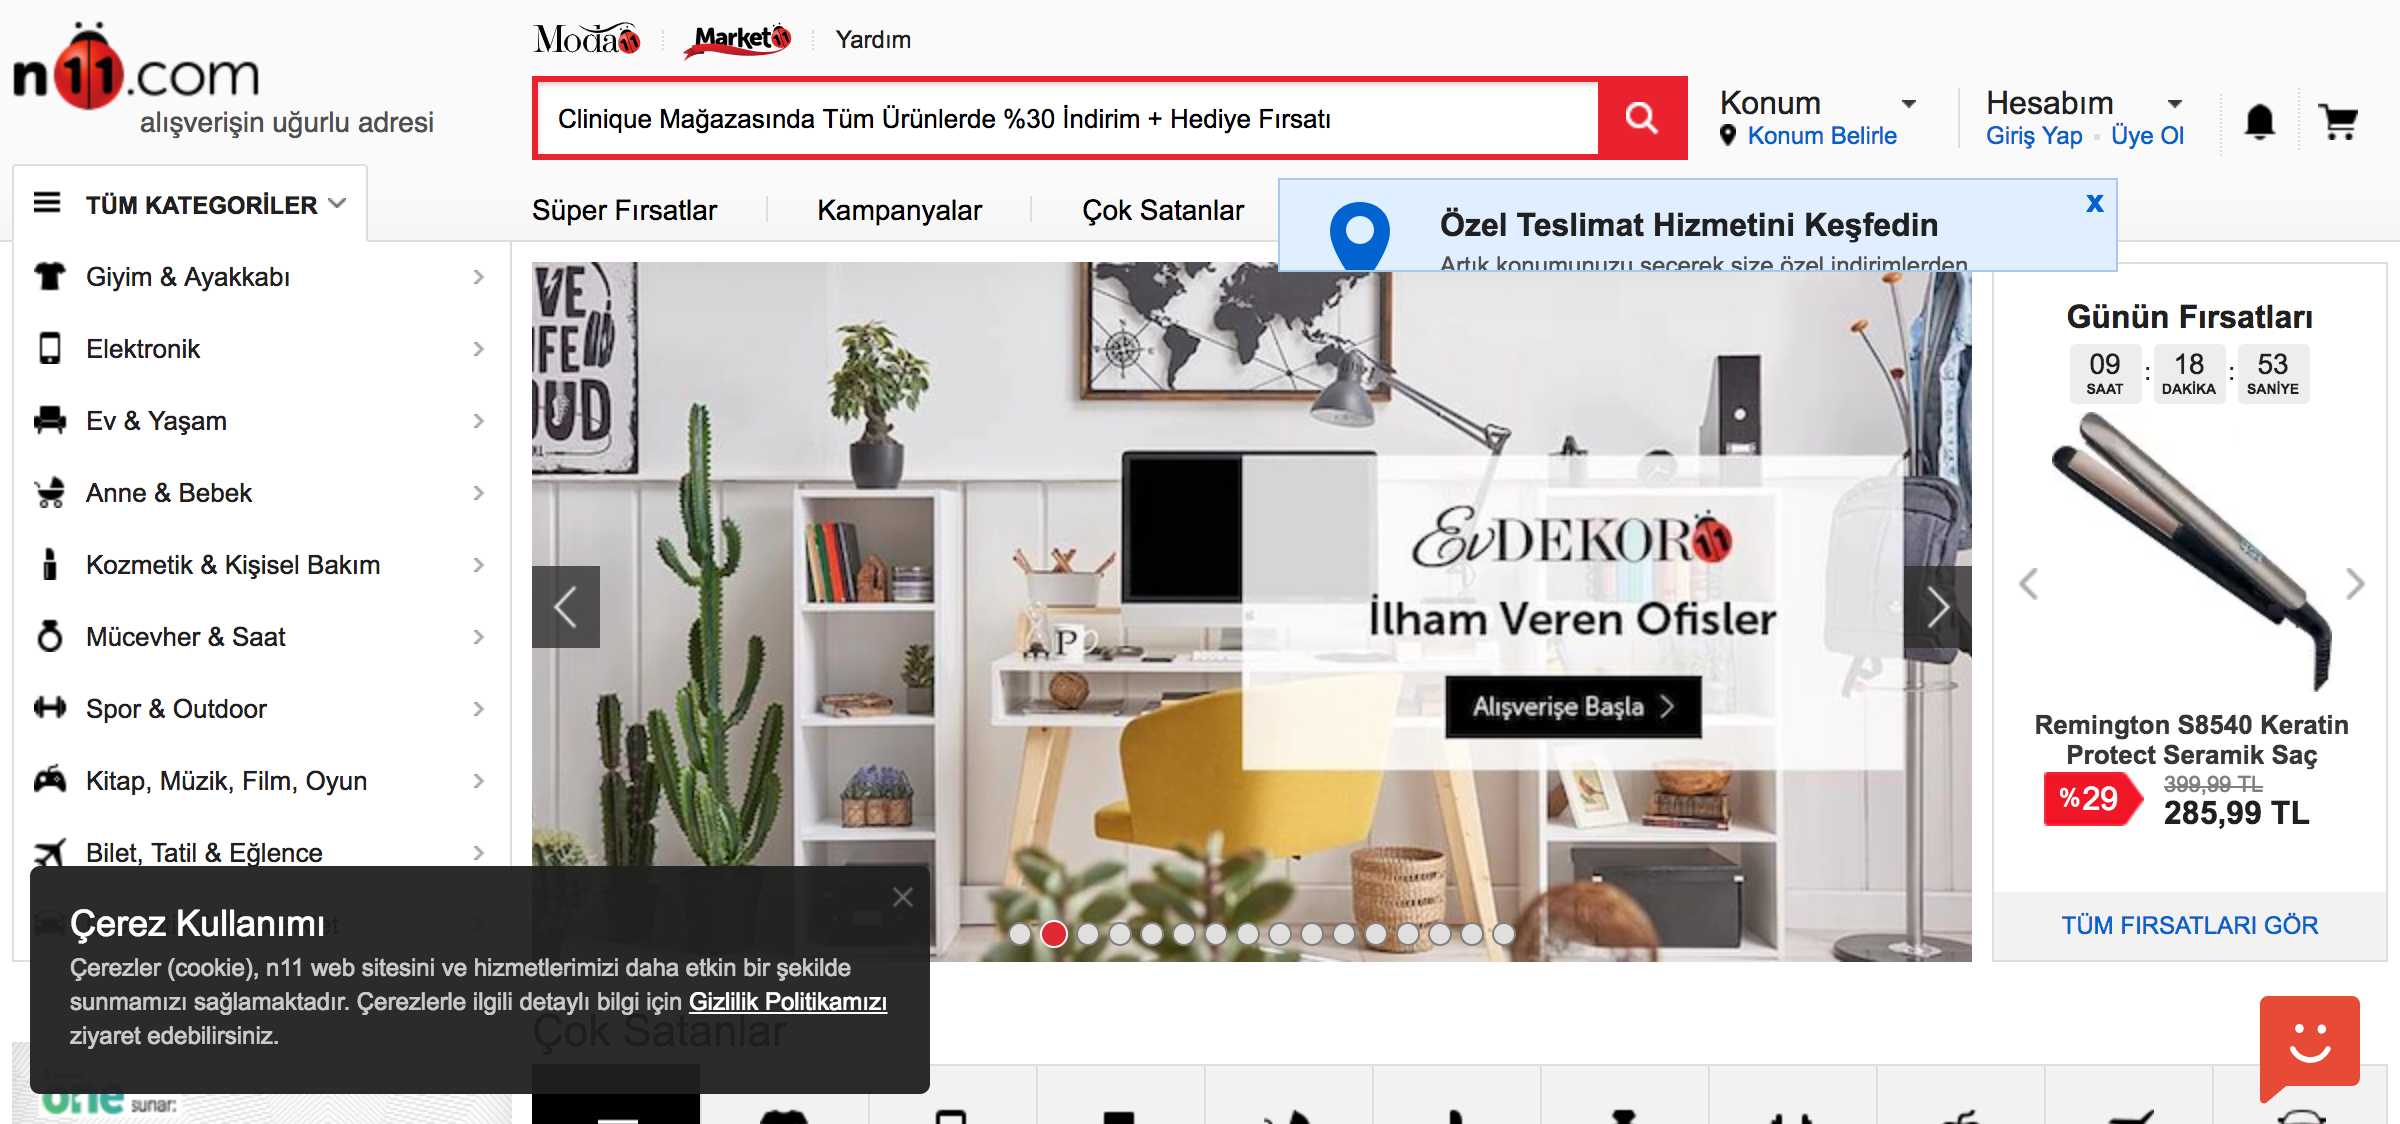 n11.com
alışverişin uğurlu adresi
Moda11
Market11
Yardım
Clinique Mağazasında Tüm Ürünlerde %30 İndirim + Hediye Fırsatı
Konum
Konum Belirle
Hesabım
Giriş Yap
Üye Ol
TÜM KATEGORİLER
Süper Fırsatlar
Kampanyalar
Çok Satanlar
x
Özel Teslimat Hizmetini Keşfedin
Artık konumunuzu seçerek size özel indirimlerden
Giyim & Ayakkabı
Elektronik
Ev & Yaşam
Anne & Bebek
Kozmetik & Kişisel Bakım
Mücevher & Saat
Spor & Outdoor
Kitap, Müzik, Film, Oyun
Bilet, Tatil & Eğlence
P
EvDEKOR11
İlham Veren Ofisler
Alışverişe Başla
Günün Fırsatları
09 : 18 : 53
SAAT DAKİKA SANİYE
Remington S8540 Keratin
Protect Seramik Saç
%29
399,99 TL
285,99 TL
TÜM FIRSATLARI GÖR
Çerez Kullanımı
Çerezler (cookie), n11 web sitesini ve hizmetlerimizi daha etkin bir şekilde
sunmamızı sağlamaktadır. Çerezlerle ilgili detaylı bilgi için Gizlilik Politikamızı
ziyaret edebilirsiniz.
Çok Satanlar
one sunar: